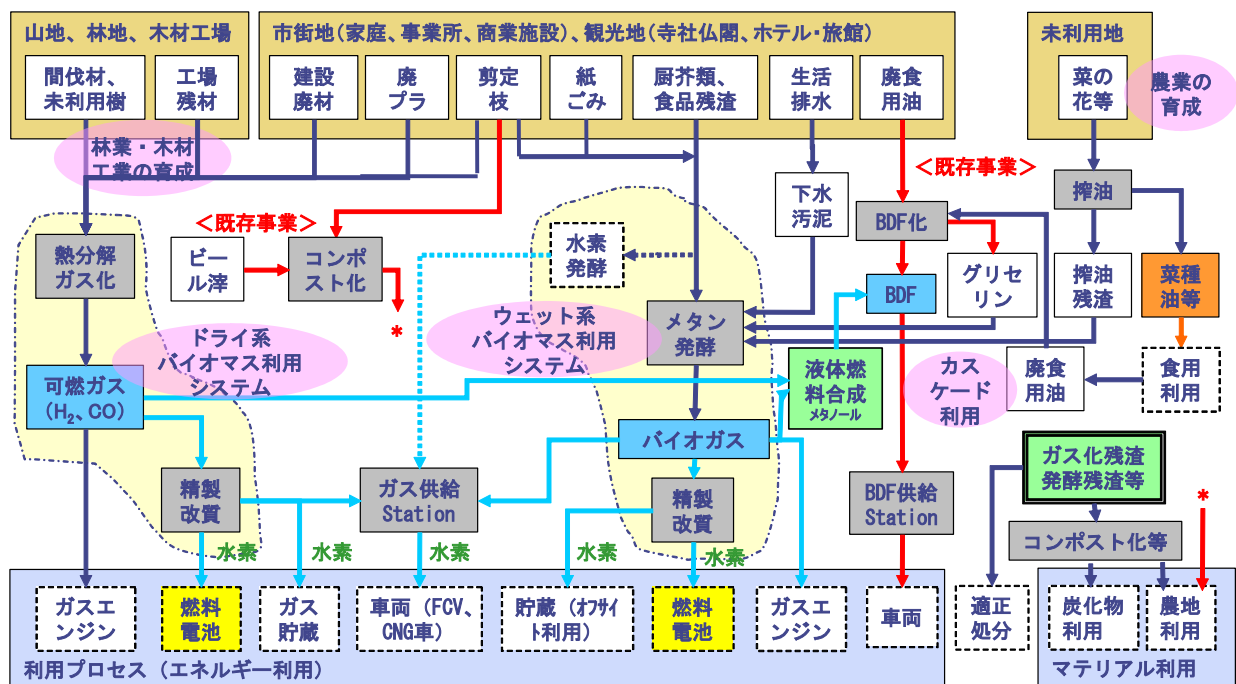 山地、林地、木材工場
市街地(家庭、事業所、商業施設)、観光地(寺社仏閣、ホテル・旅館)
未利用地
間伐材、
未利用樹
工場
残材
建設
廃材
廃
プラ
剪定
枝
紙
ごみ
厨芥類、
食品残渣
生活
排水
廃食
用油
菜の
花等
農業の
育成
林業・木材
工業の育成
<既存事業>
<既存事業>
下水
汚泥
搾油
BDF化
熱分解
ガス化
ビー
ル滓
コンポ
スト化
*
水素
発酵
BDF
グリセ
リン
搾油
残渣
菜種
油等
メタン
発酵
ドライ系
バイオマス利用
システム
ウェット系
バイオマス利用
システム
可燃ガス
(H₂、CO)
液体燃
料合成
メタノール
カス
ケード
利用
廃食
用油
食用
利用
バイオガス
ガス化残渣
発酵残渣等
精製
改質
ガス供給
Station
精製
改質
BDF供給
Station
*
コンポスト化等
水素
水素
水素
水素
水素
ガスエ
ンジン
燃料
電池
ガス
貯蔵
車両(FCV、
CNG車)
貯蔵(オフサイ
ト利用)
燃料
電池
ガスエ
ンジン
車両
適正
処分
炭化物
利用
農地
利用
利用プロセス(エネルギー利用)
マテリアル利用